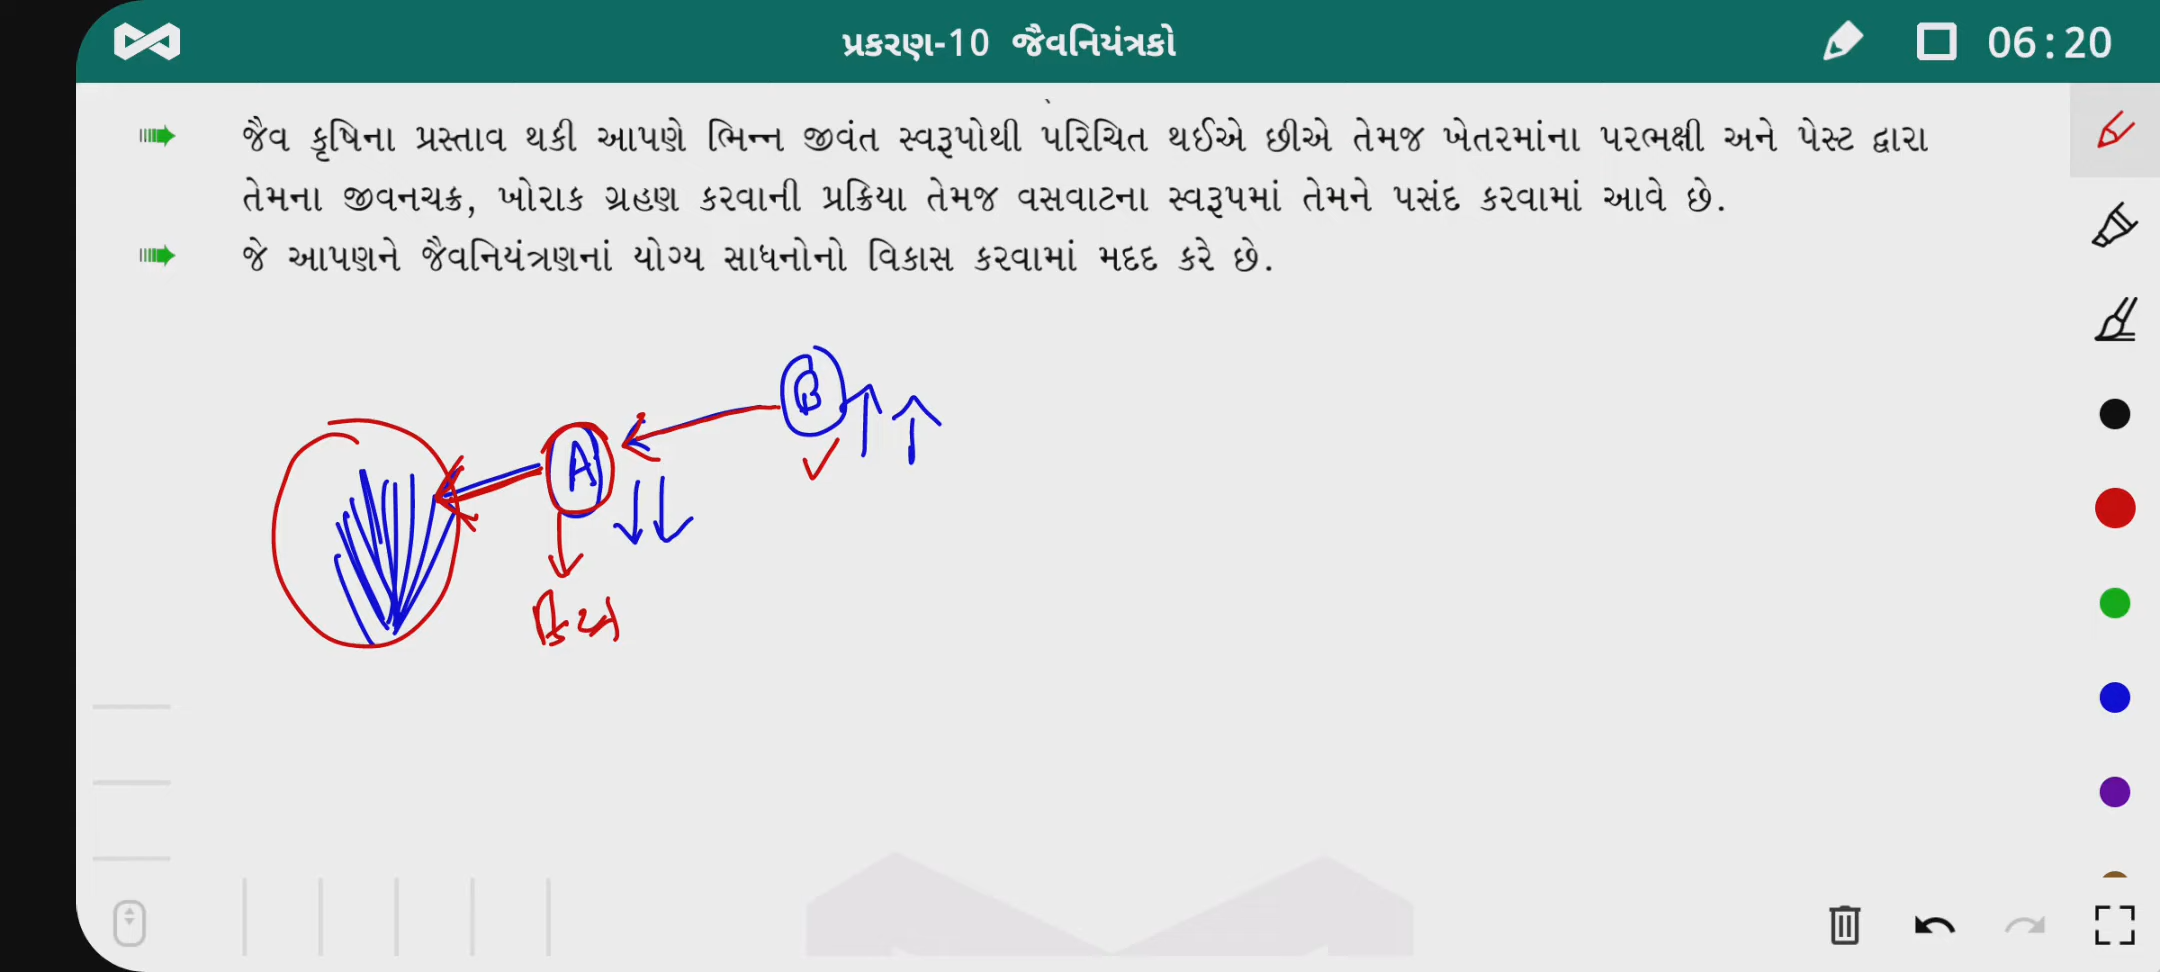 પ્રકરણ-10 જૈવનિયંત્રકો
06:20
જૈવ કૃષિના પ્રસ્તાવ થકી આપણે ભિન્ન જીવંત સ્વરૂપોથી પરિચિત થઈએ છીએ તેમજ ખેતરમાંના પરભક્ષી અને પેસ્ટ દ્વારા
તેમના જીવનચક્ર, ખોરાક ગ્રહણ કરવાની પ્રક્રિયા તેમજ વસવાટના સ્વરૂપમાં તેમને પસંદ કરવામાં આવે છે.
જે આપણને જૈવનિયંત્રણનાં યોગ્ય સાધનોનો વિકાસ કરવામાં મદદ કરે છે.
B
A